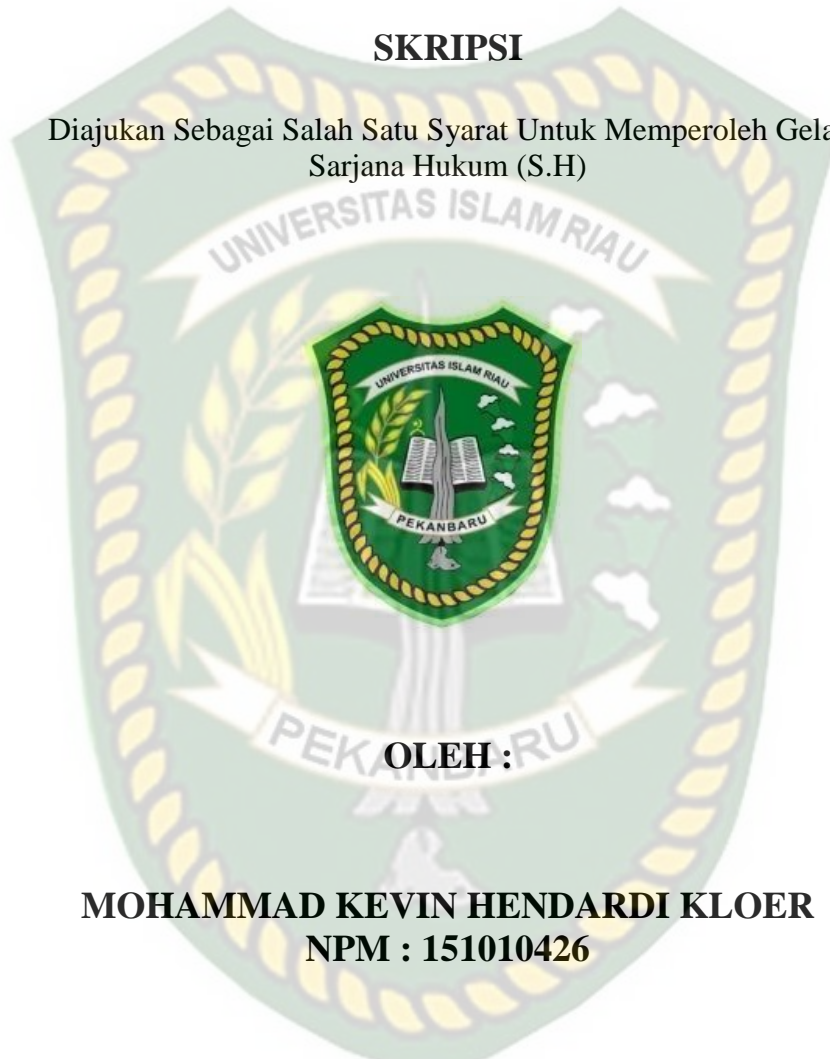 SKRIPSI
Diajukan Sebagai Salah Satu Syarat Untuk Memperoleh Gela
Sarjana Hukum (S.H)
UNIVERSITAS ISLAM RIAU
UNIVERSITAS ISLAM RIAU
PEKANBARU
PEKANBARU
OLEH :
MOHAMMAD KEVIN HENDARDI KLOER
NPM : 151010426